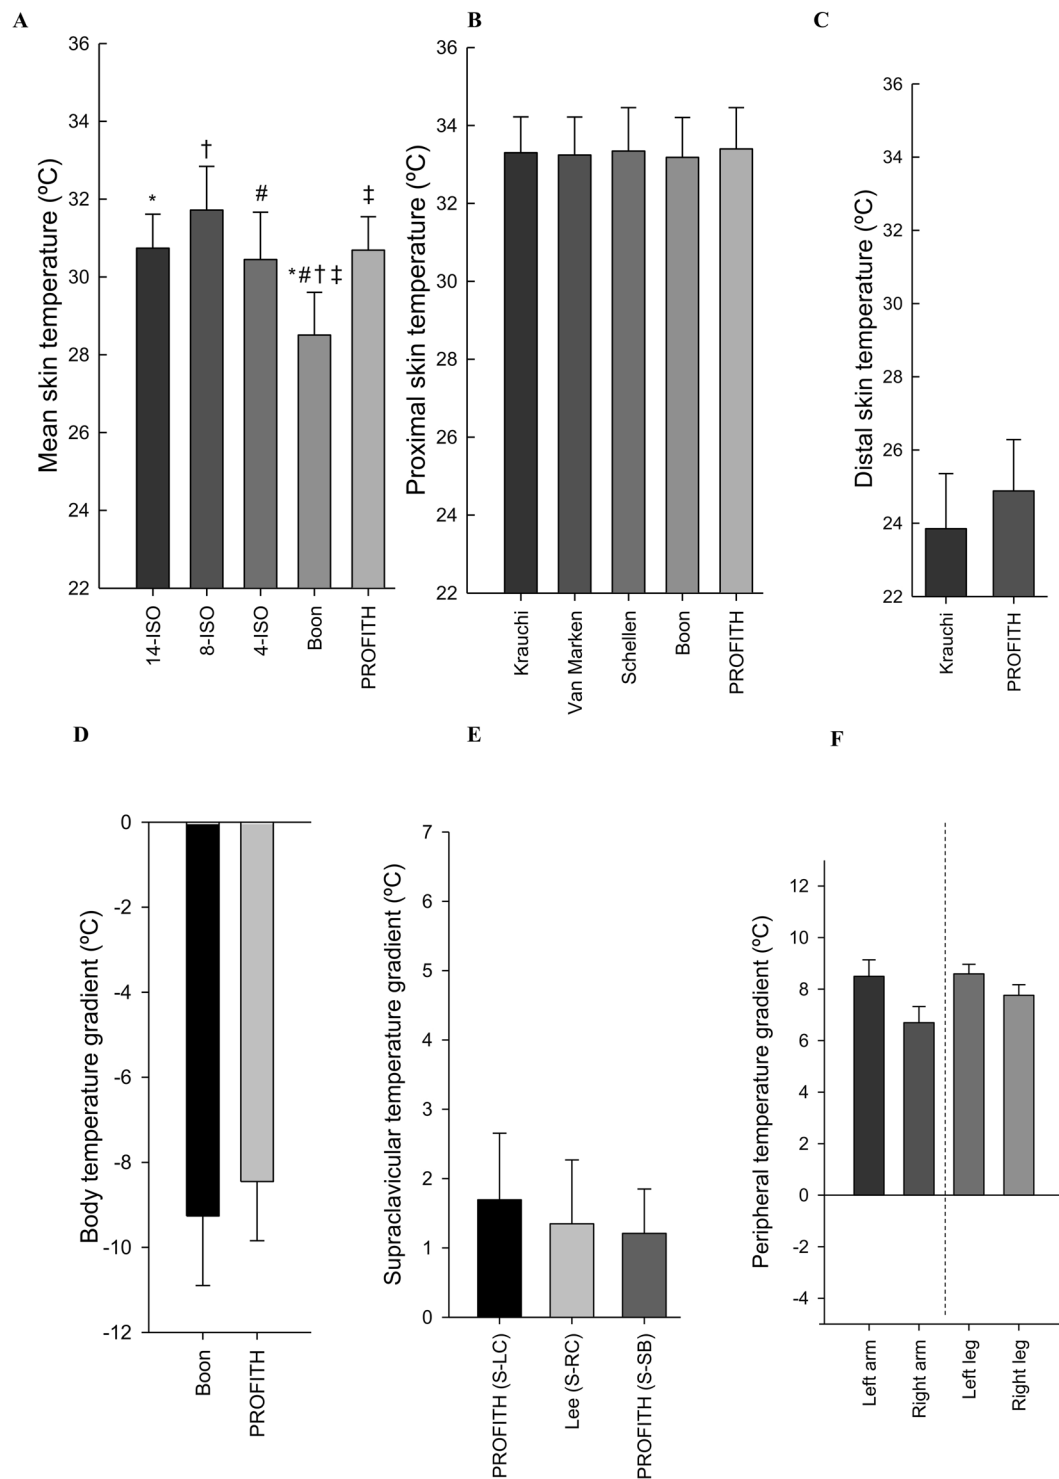 A
Mean skin temperature (ºC)
36
34
32
30
28
26
24
22
*
†
#
*#†‡
‡
14-ISO
8-ISO
4-ISO
Boon
PROFITH
B
Proximal skin temperature (ºC)
36
34
32
30
28
26
24
22
Krauchi
Van Marken
Schellen
Boon
PROFITH
C
Distal skin temperature (ºC)
36
34
32
30
28
26
24
22
Krauchi
PROFITH
D
Body temperature gradient (ºC)
0
-2
-4
-6
-8
-10
-12
Boon
PROFITH
E
Supraclavicular temperature gradient (ºC)
7
6
5
4
3
2
1
0
PROFITH (S-LC)
Lee (S-RC)
PROFITH (S-SB)
F
Peripheral temperature gradient (ºC)
12
10
8
6
4
2
0
-2
-4
Left arm
Right arm
Left leg
Right leg